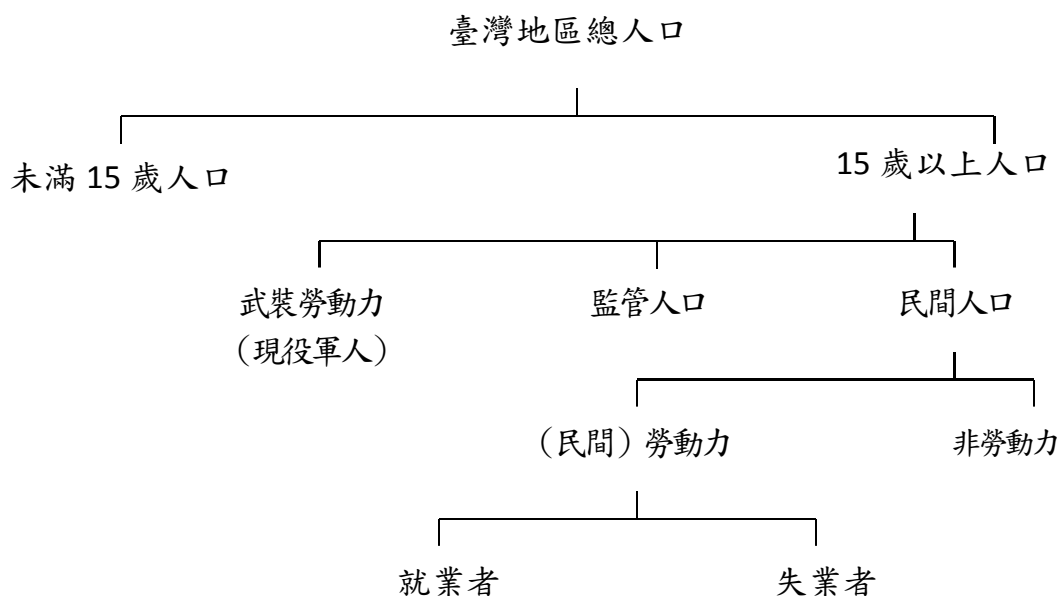 臺灣地區總人口
未滿 15 歲人口
15 歲以上人口
武裝勞動力
（現役軍人）
監管人口
民間人口
（民間）勞動力
非勞動力
就業者
失業者